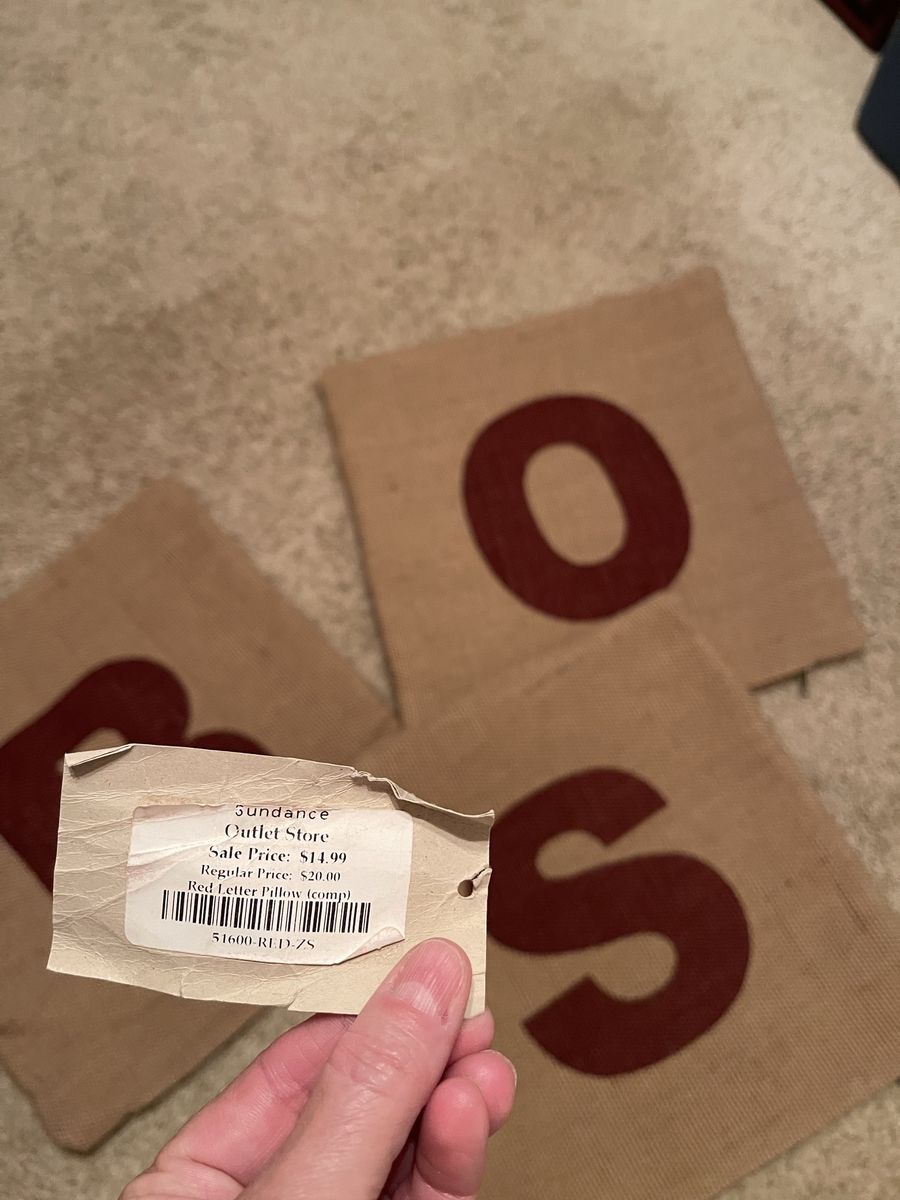 O
B
S
Sundance
Outlet Store
Sale Price: $14.99
Regular Price: $20.00
Red Letter Pillow (comp)
51600-RED-ZS